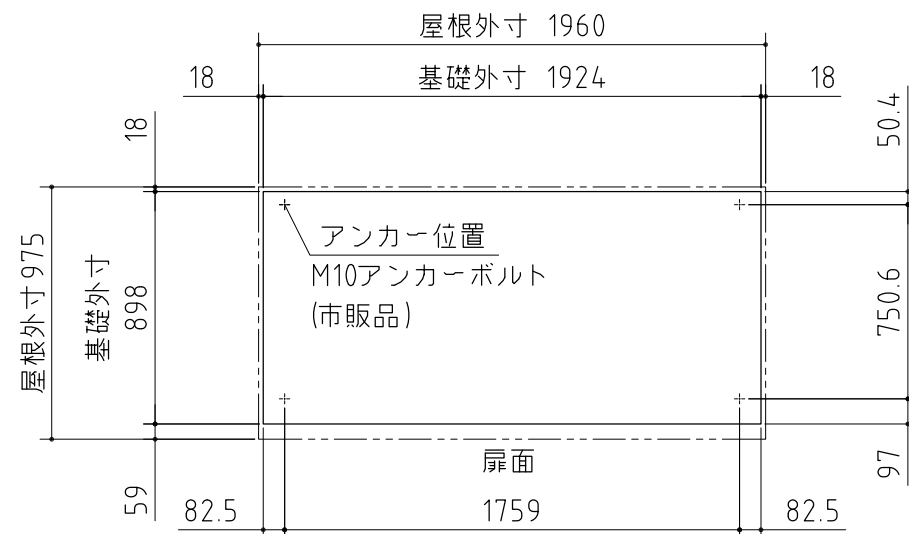 屋根外寸 1960
18
基礎外寸 1924
18
18
50.4
アンカー位置
M10アンカーボルト
(市販品)
屋根外寸975
基礎外寸
898
750.6
扉面
59
97
82.5
1759
82.5